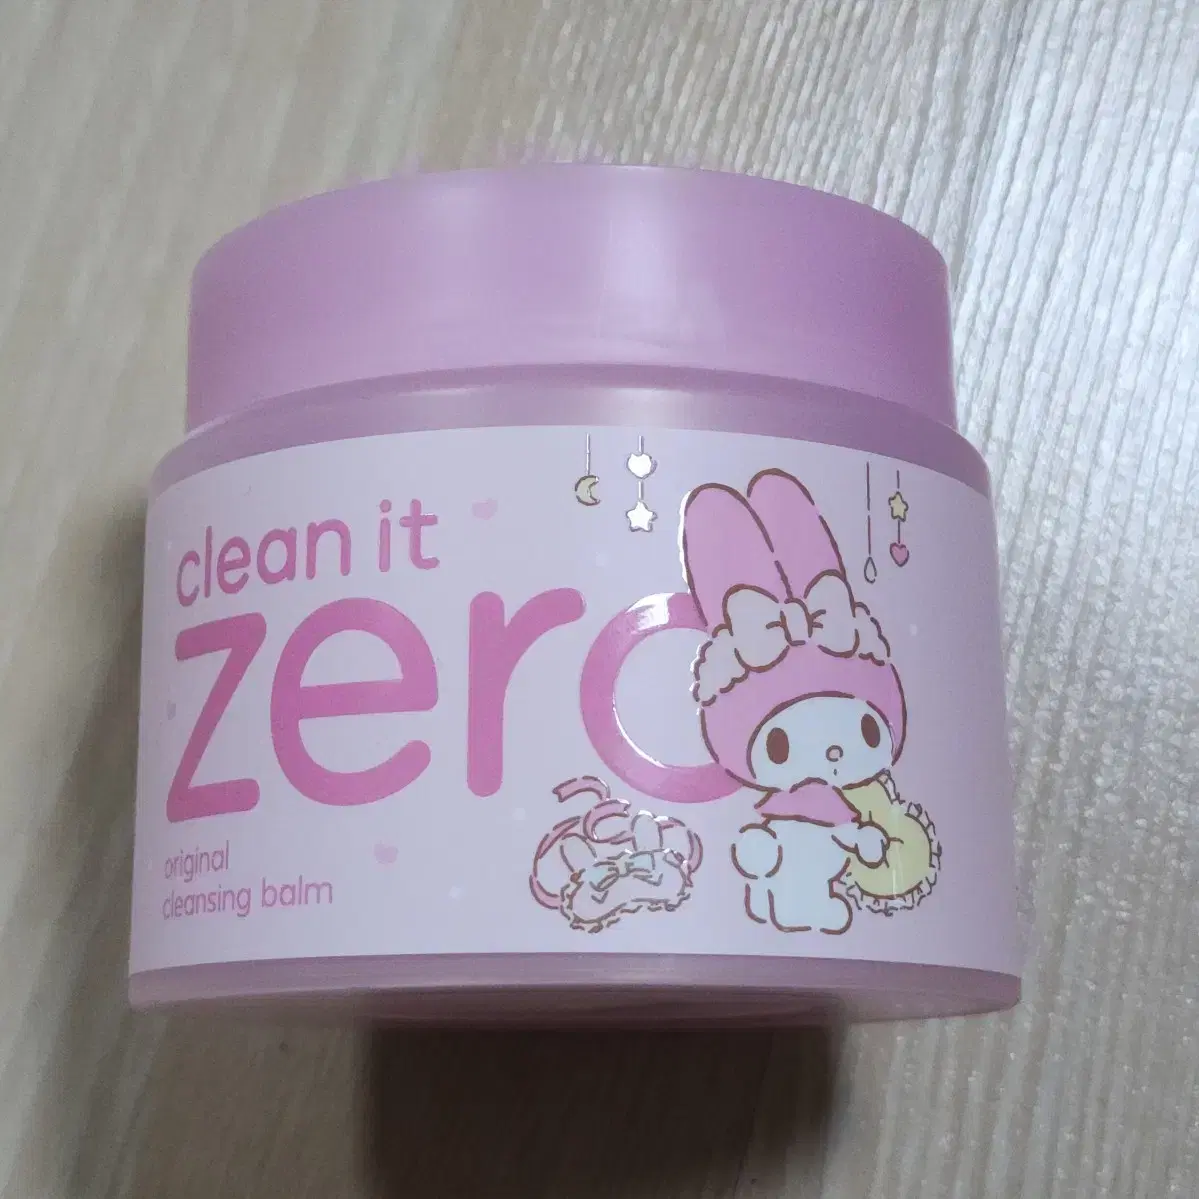 clean it
zero
original
cleansing balm